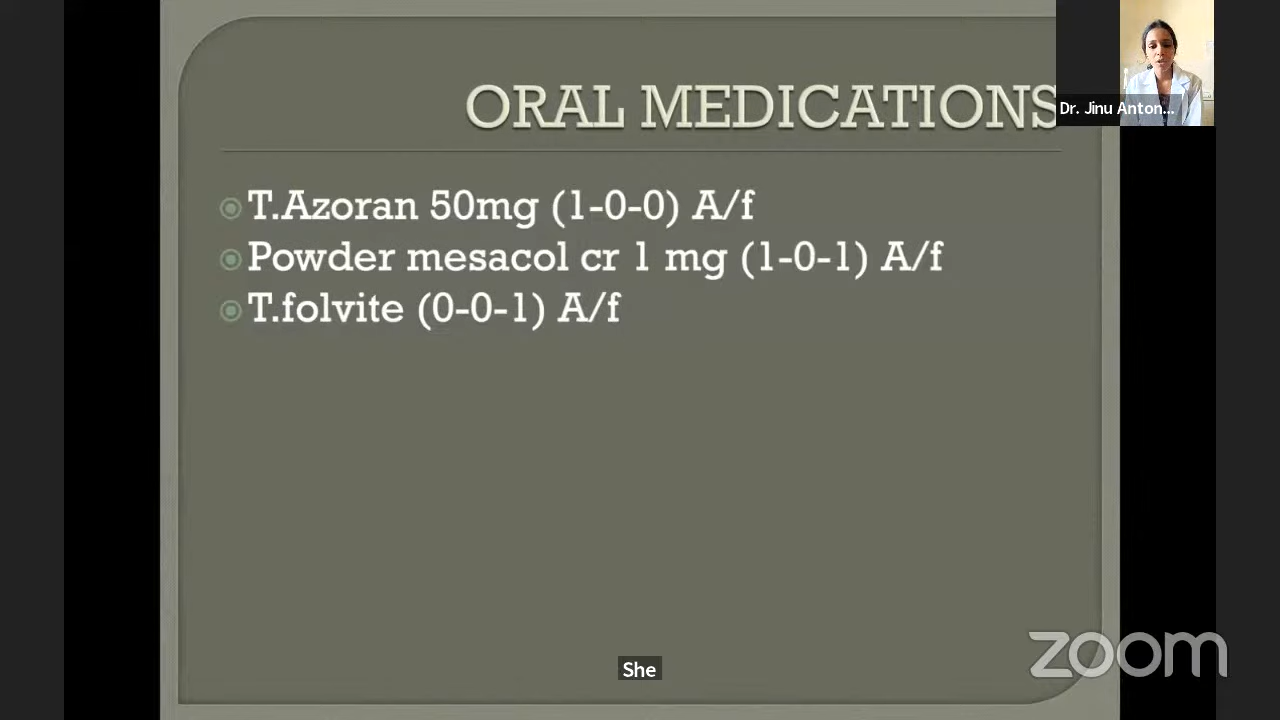 ORAL MEDICATIONS
Dr. Jinu Anton...
T.Azoran 50mg (1-0-0) A/f
Powder mesacol cr 1 mg (1-0-1) A/f
T.folvite (0-0-1) A/f
She
zoom